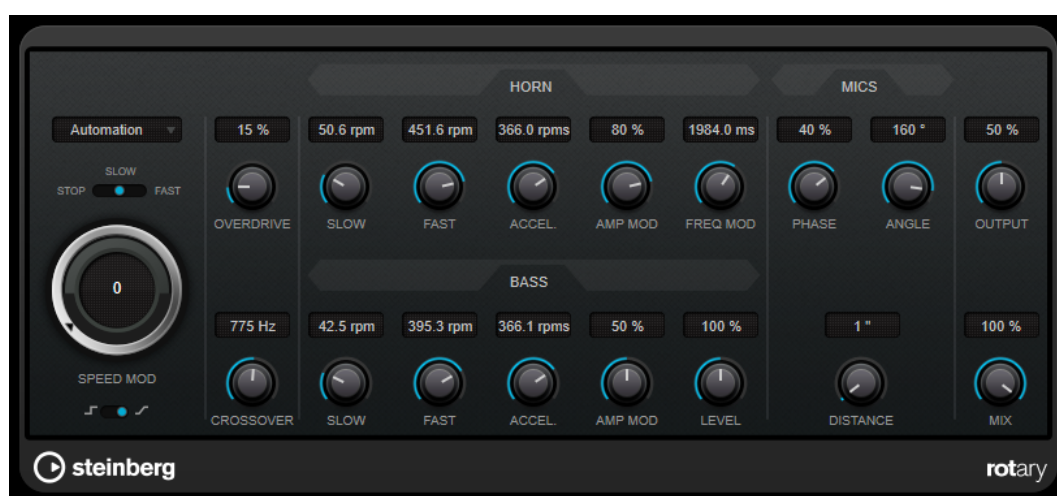 HORN
MICS
Automation
15 %
50.6 rpm
451.6 rpm
366.0 rpms
80 %
1984.0 ms
40 %
160 °
50 %
SLOW
STOP
FAST
OVERDRIVE
SLOW
FAST
ACCEL.
AMP MOD
FREQ MOD
PHASE
ANGLE
OUTPUT
BASS
0
775 Hz
42.5 rpm
395.3 rpm
366.1 rpms
50 %
100 %
1 "
100 %
SPEED MOD
CROSSOVER
SLOW
FAST
ACCEL.
AMP MOD
LEVEL
DISTANCE
MIX
steinberg
rotary